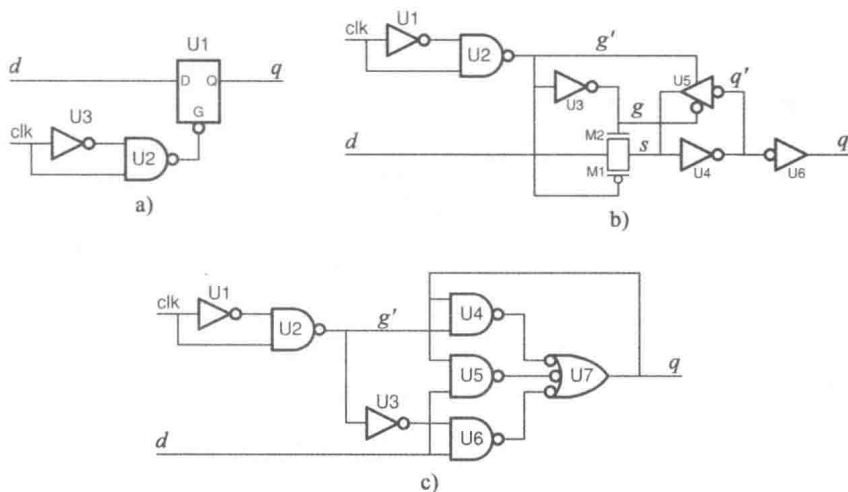 U1
d
D
Q
q
G
clk
U3
U2
a)
clk
U1
U2
g'
U3
g
U5
q'
d
M2
s
M1
U4
U6
q
b)
clk
U1
U2
g'
U4
U5
U7
q
U3
U6
d
c)